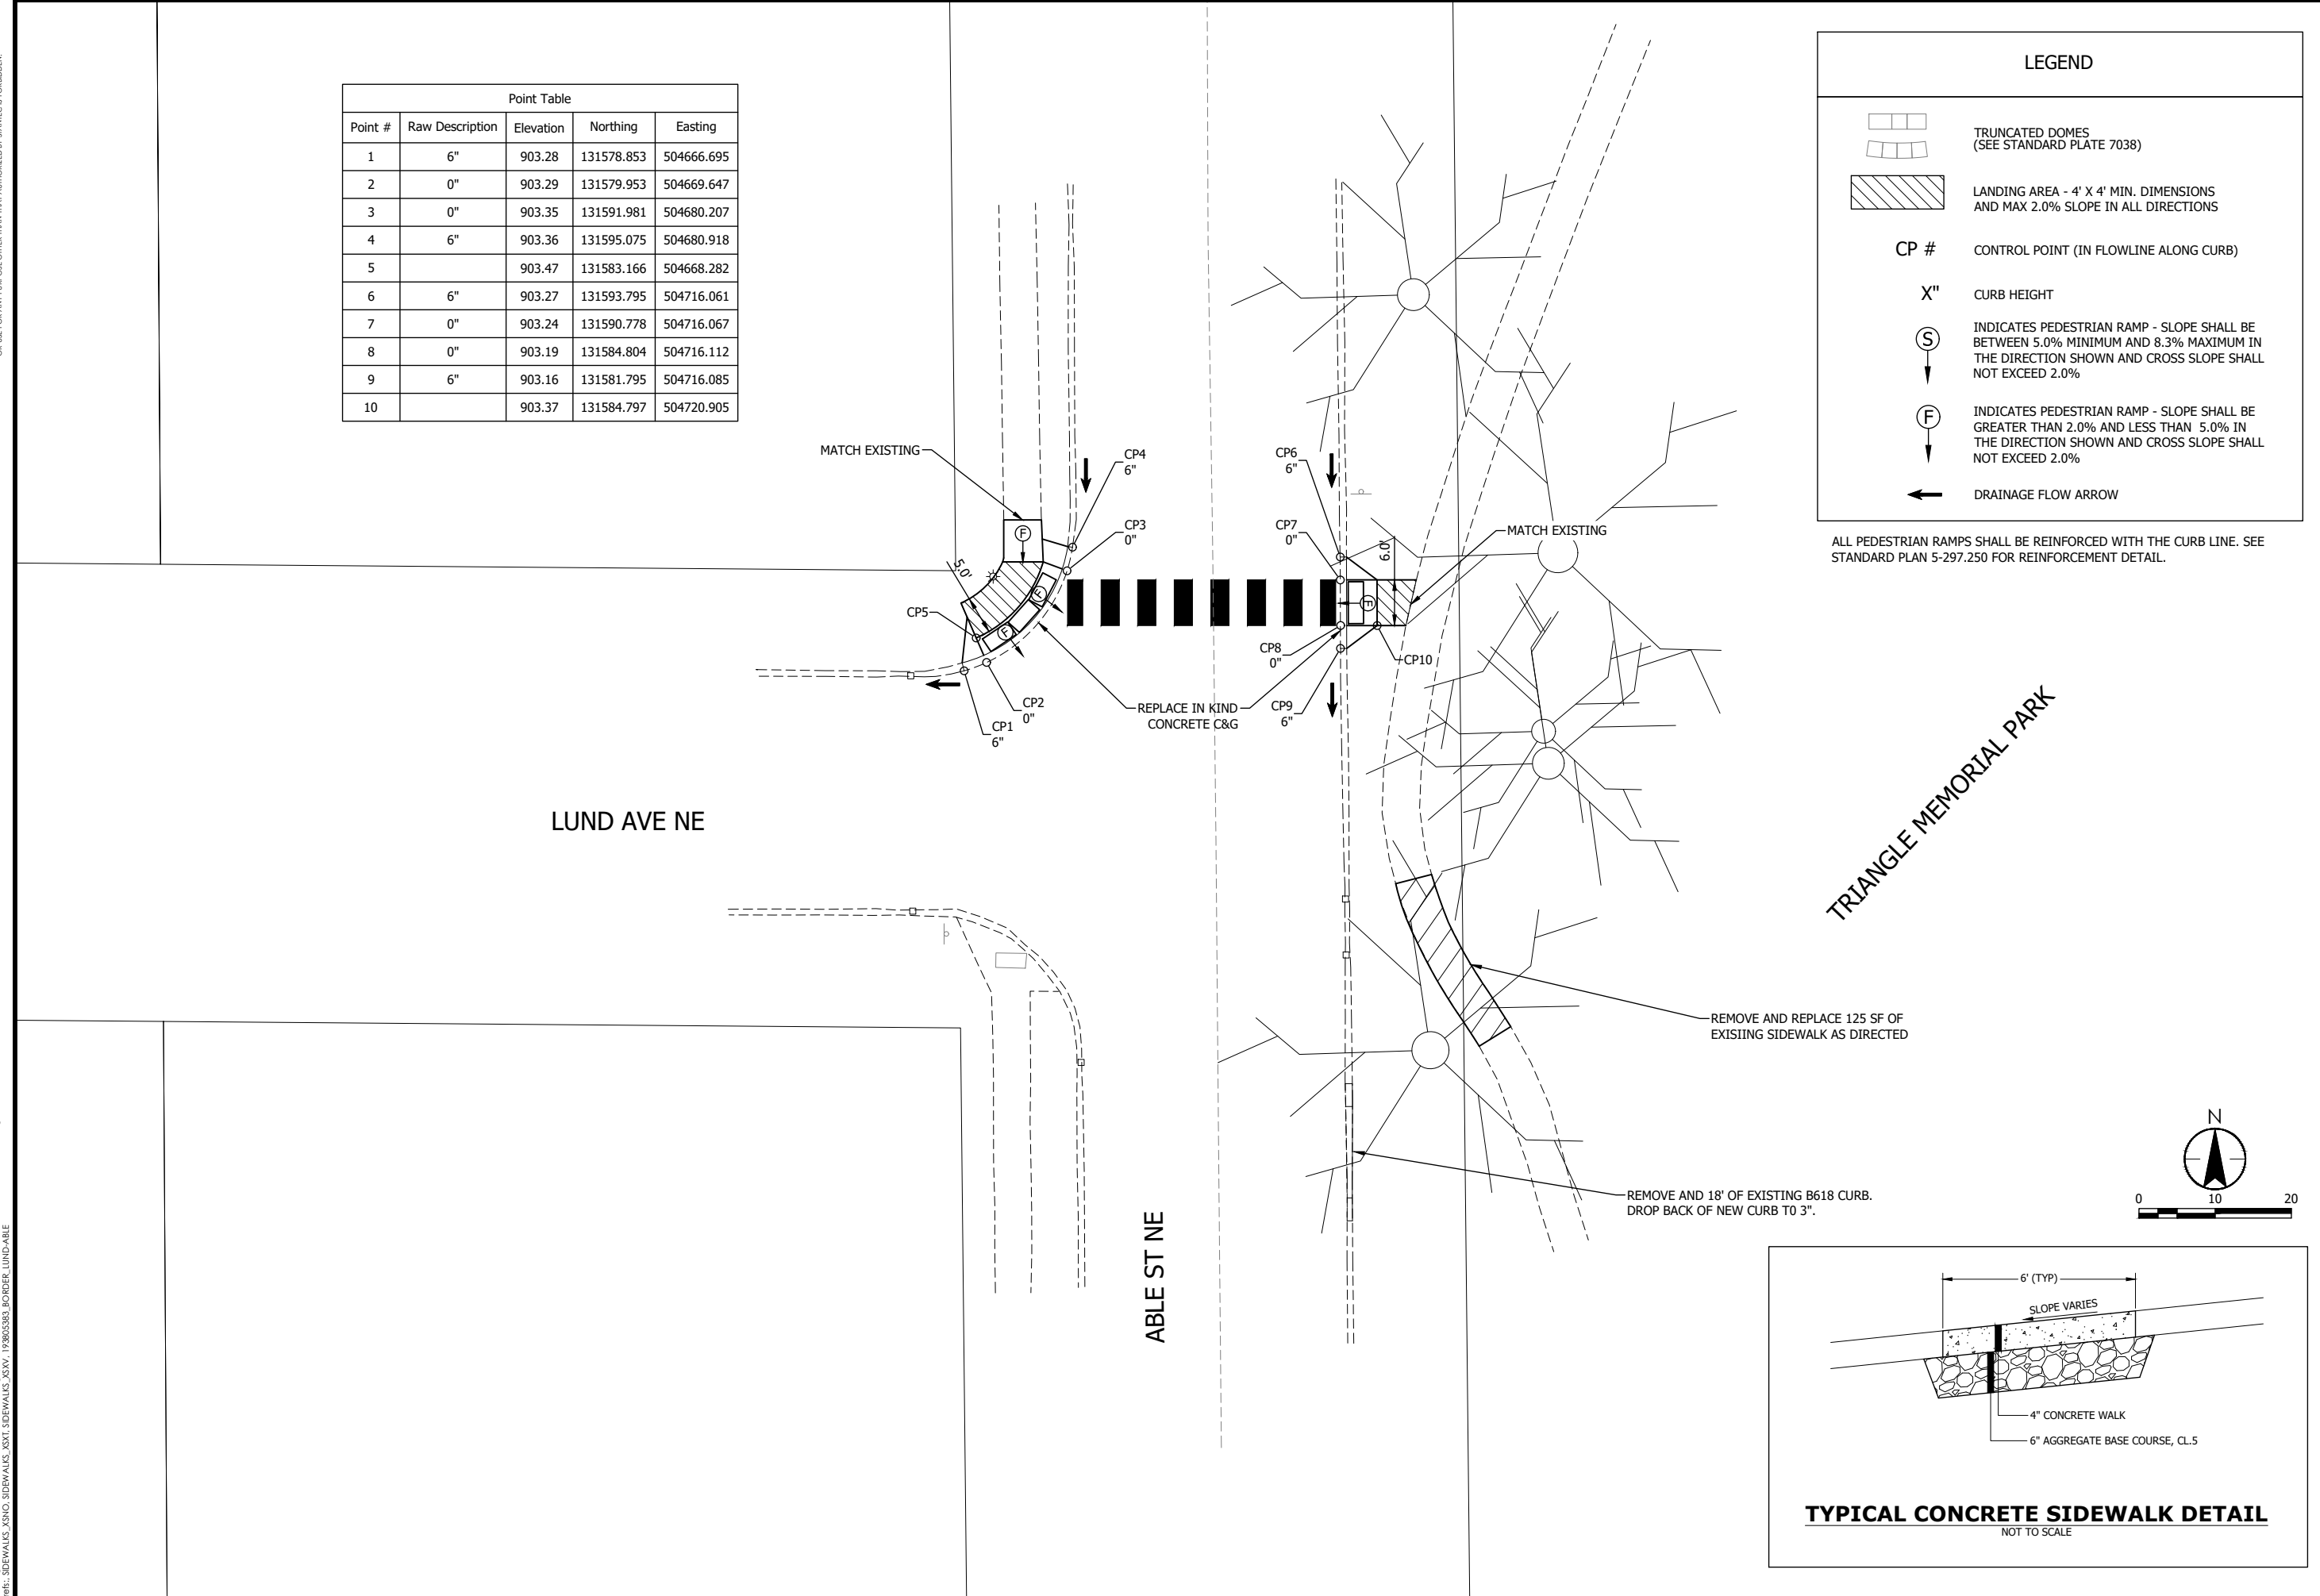 Point Table
Point # Raw Description Elevation Northing Easting
1 6" 903.28 131578.853 504666.695
2 0" 903.29 131579.953 504669.647
3 0" 903.35 131591.981 504680.207
4 6" 903.36 131595.075 504680.918
5 903.47 131583.166 504668.282
6 6" 903.27 131593.795 504716.061
7 0" 903.24 131590.778 504716.067
8 0" 903.19 131584.804 504716.112
9 6" 903.16 131581.795 504716.085
10 903.37 131584.797 504720.905
LEGEND
TRUNCATED DOMES
(SEE STANDARD PLATE 7038)
LANDING AREA - 4' X 4' MIN. DIMENSIONS
AND MAX 2.0% SLOPE IN ALL DIRECTIONS
CP # CONTROL POINT (IN FLOWLINE ALONG CURB)
X" CURB HEIGHT
S
INDICATES PEDESTRIAN RAMP - SLOPE SHALL BE
BETWEEN 5.0% MINIMUM AND 8.3% MAXIMUM IN
THE DIRECTION SHOWN AND CROSS SLOPE SHALL
NOT EXCEED 2.0%
F
INDICATES PEDESTRIAN RAMP - SLOPE SHALL BE
GREATER THAN 2.0% AND LESS THAN 5.0% IN
THE DIRECTION SHOWN AND CROSS SLOPE SHALL
NOT EXCEED 2.0%
DRAINAGE FLOW ARROW
ALL PEDESTRIAN RAMPS SHALL BE REINFORCED WITH THE CURB LINE. SEE
STANDARD PLAN 5-297.250 FOR REINFORCEMENT DETAIL.
MATCH EXISTING
CP4
6"
CP3
0"
F
5.0'
F
F
CP5
CP2
0"
CP1
6"
CP6
6"
CP7
0"
6.0'
F
MATCH EXISTING
CP8
0"
CP10
CP9
6"
REPLACE IN KIND
CONCRETE C&G
LUND AVE NE
TRIANGLE MEMORIAL PARK
REMOVE AND REPLACE 125 SF OF
EXISIING SIDEWALK AS DIRECTED
REMOVE AND 18' OF EXISTING B618 CURB.
DROP BACK OF NEW CURB T0 3".
ABLE ST NE
N
0 10 20
6' (TYP)
SLOPE VARIES
4" CONCRETE WALK
6" AGGREGATE BASE COURSE, CL.5
TYPICAL CONCRETE SIDEWALK DETAIL
NOT TO SCALE
SIDEWALKS_XSNO, SIDEWALKS_XSXT, SIDEWALKS_XSXV, 193805383_BORDER_LUND-ABLE